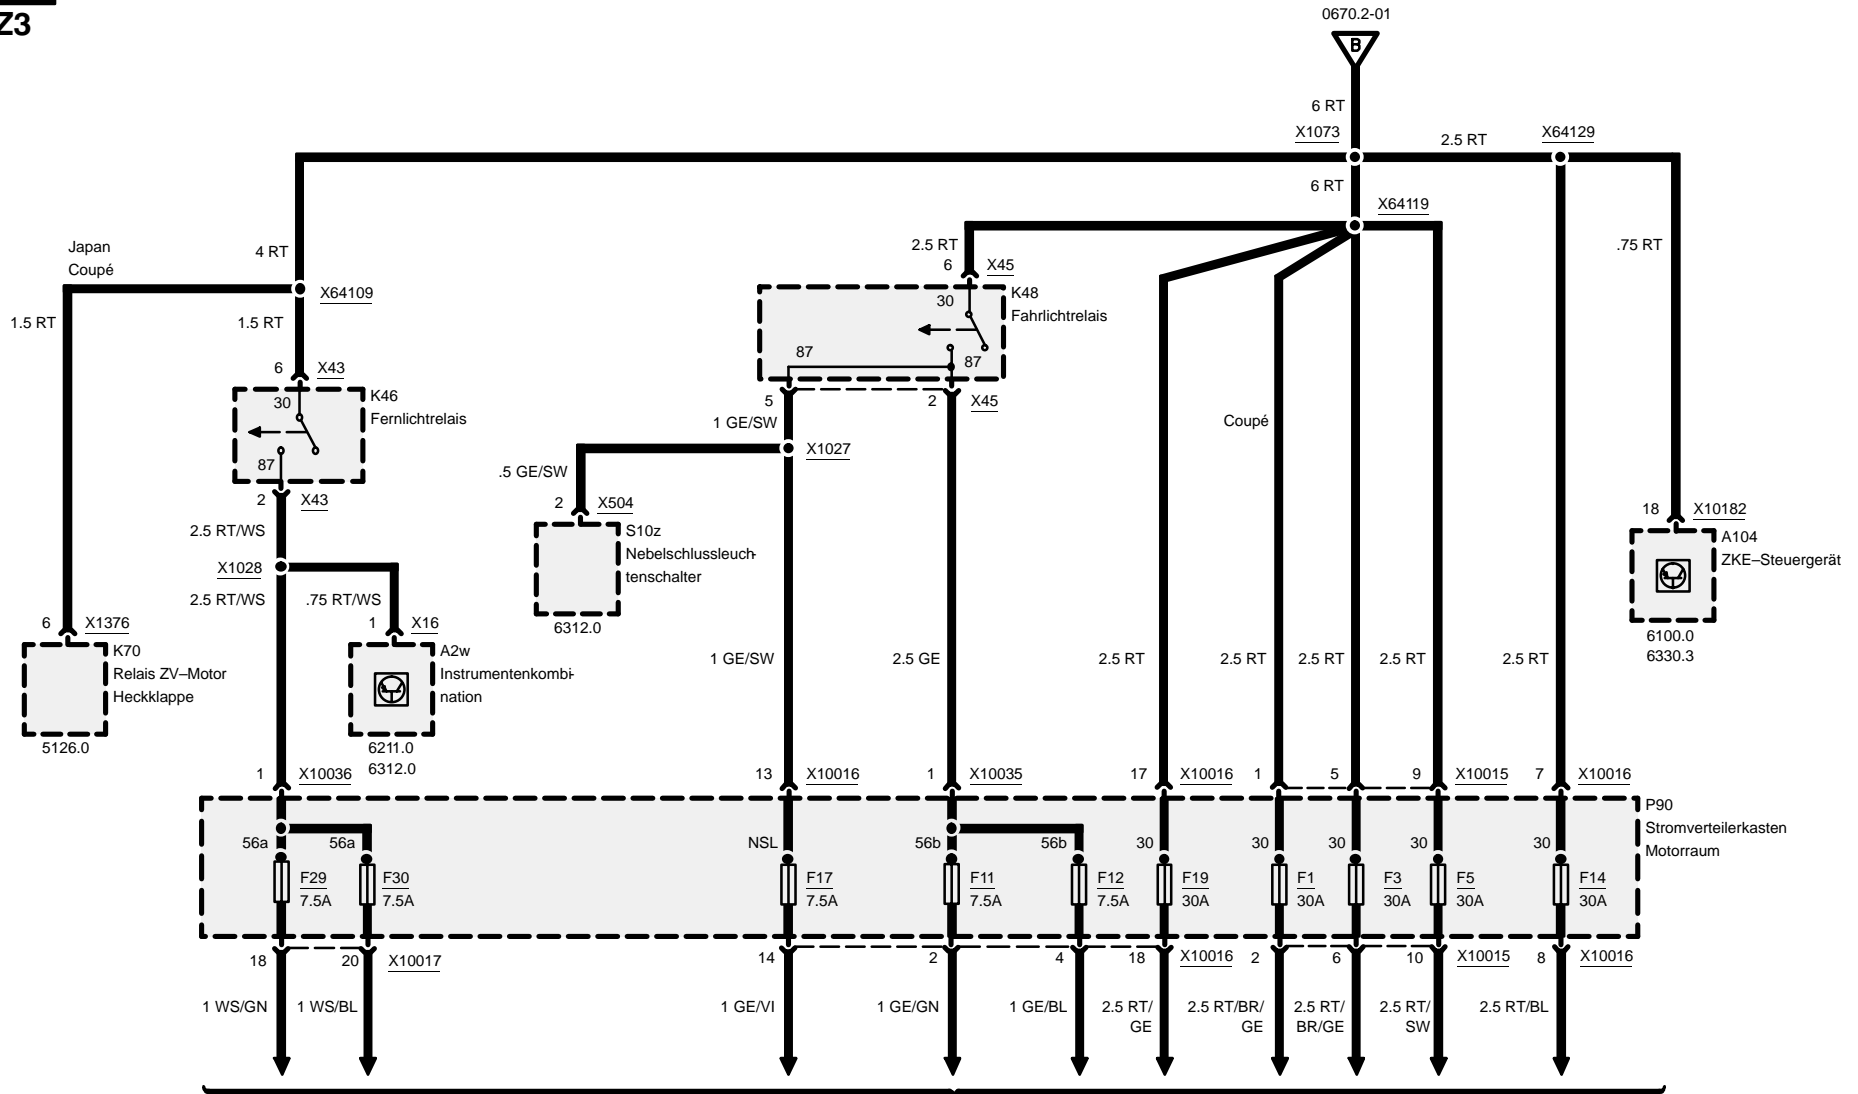 Z3
0670.2-01
B
6 RT
X1073
2.5 RT
X64129
6 RT
X64119
Japan
Coupé
4 RT
2.5 RT
.75 RT
6
X45
X64109
30
K48
Fahrlichtrelais
1.5 RT
1.5 RT
87
87
6
X43
5
2
X45
30
K46
Fernlichtrelais
1 GE/SW
Coupé
87
X1027
.5 GE/SW
2
X43
2
X504
18
X10182
2.5 RT/WS
S10z
Nebelschlussleuch-
tenschalter
A104
ZKE–Steuergerät
X1028
2.5 RT/WS
.75 RT/WS
6312.0
6
X1376
1
X16
6100.0
6330.3
K70
Relais ZV–Motor
Heckklappe
A2w
Instrumentenkombi-
nation
1 GE/SW
2.5 GE
2.5 RT
2.5 RT
2.5 RT
2.5 RT
2.5 RT
5126.0
6211.0
6312.0
1
X10036
13
X10016
1
X10035
17
X10016
1
5
9
X10015
7
X10016
P90
Stromverteilerkasten
Motorraum
56a
56a
NSL
56b
56b
30
30
30
30
30
F29
7.5A
F30
7.5A
F17
7.5A
F11
7.5A
F12
7.5A
F19
30A
F1
30A
F3
30A
F5
30A
F14
30A
18
20
X10017
14
2
4
18
X10016
2
6
10
X10015
8
X10016
1 WS/GN
1 WS/BL
1 GE/VI
1 GE/GN
1 GE/BL
2.5 RT/
GE
2.5 RT/BR/
GE
2.5 RT/
BR/GE
2.5 RT/
SW
2.5 RT/BL